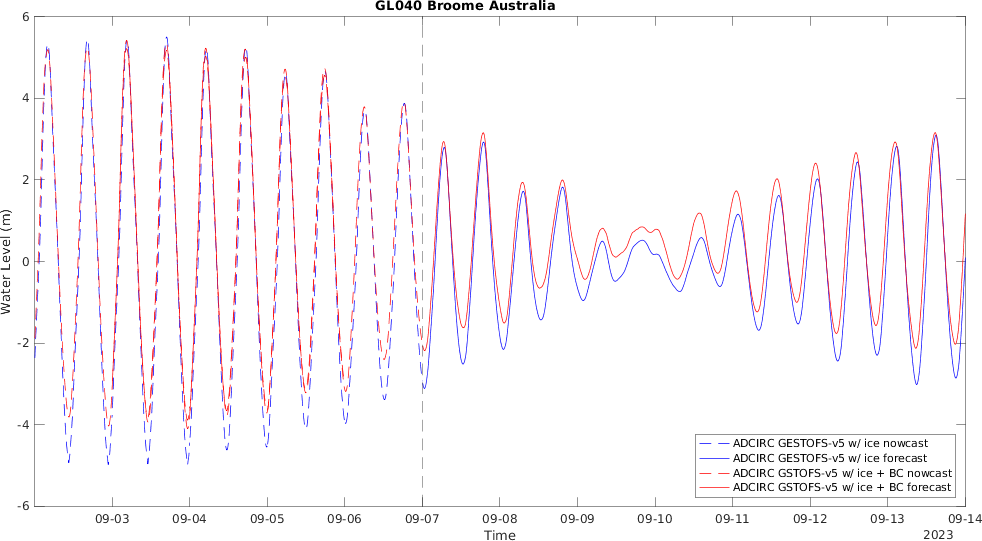 GL040 Broome Australia
6
4
2
0
-2
-4
-6
Water Level (m)
ADCIRC GESTOFS-v5 w/ ice nowcast
ADCIRC GESTOFS-v5 w/ ice forecast
ADCIRC GSTOFS-v5 w/ ice + BC nowcast
ADCIRC GSTOFS-v5 w/ ice + BC forecast
09-03 09-04 09-05 09-06 09-07 09-08 09-09 09-10 09-11 09-12 09-13 09-14
Time
2023